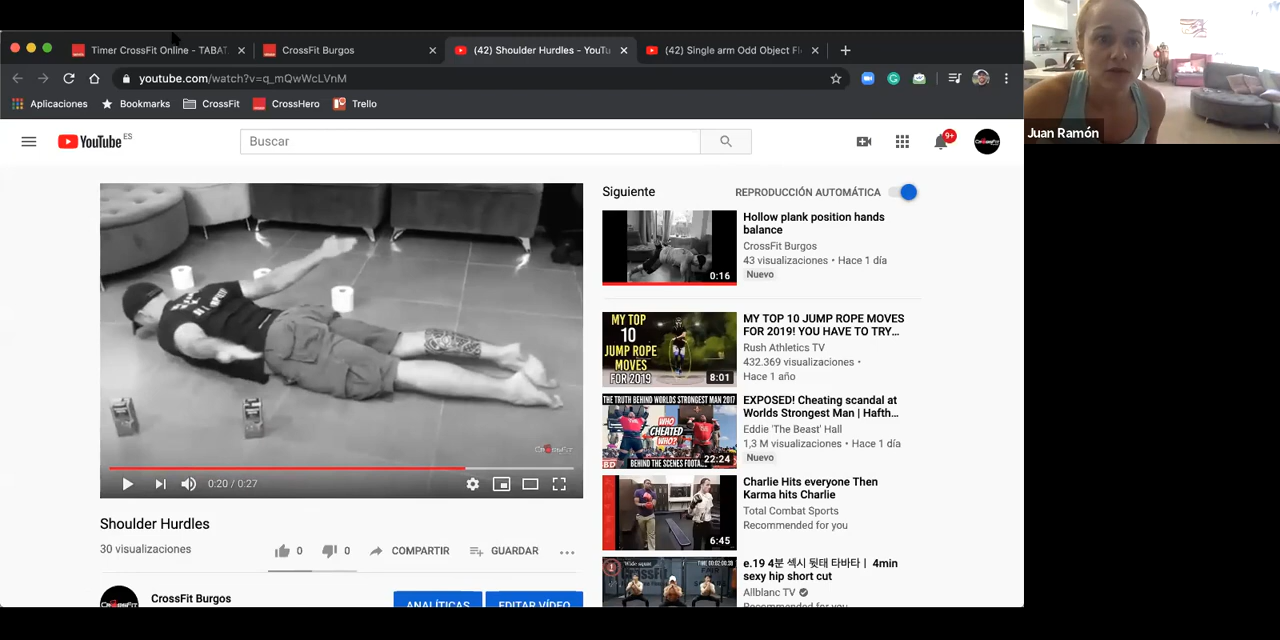 Timer CrossFit Online - TABAT
CrossFit Burgos
(42) Shoulder Hurdles - YouTu
(42) Single arm Odd Object Fl
youtube.com/watch?v=q_mQwWcLVnM
Aplicaciones
Bookmarks
CrossFit
CrossHero
Trello
Juan Ramón
YouTube ES
Buscar
9+
CrossFit
0:20 / 0:27
Shoulder Hurdles
30 visualizaciones
0
0
COMPARTIR
GUARDAR
CrossFit Burgos
ANALÍTICAS
EDITAR VÍDEO
Siguiente
REPRODUCCIÓN AUTOMÁTICA
0:16
Hollow plank position hands
balance
CrossFit Burgos
43 visualizaciones • Hace 1 día
Nuevo
MY TOP
10
JUMP ROPE
MOVES
FOR 2019
8:01
MY TOP 10 JUMP ROPE MOVES
FOR 2019! YOU HAVE TO TRY...
Rush Athletics TV
432.369 visualizaciones •
Hace 1 año
THE TRUTH BEHIND WORLDS STRONGEST MAN 2017
WHO
CHEATED
WHO?
BEHIND THE SCENES FOOTA
22:24
EXPOSED! Cheating scandal at
Worlds Strongest Man | Hafth...
Eddie 'The Beast' Hall
1,3 M visualizaciones • Hace 1 día
Nuevo
6:45
Charlie Hits everyone Then
Karma hits Charlie
Total Combat Sports
Recommended for you
Wide squat
e.19 4분 섹시 뒷태 타바타ㅣ 4min
sexy hip short cut
Allblanc TV
Recommended for you